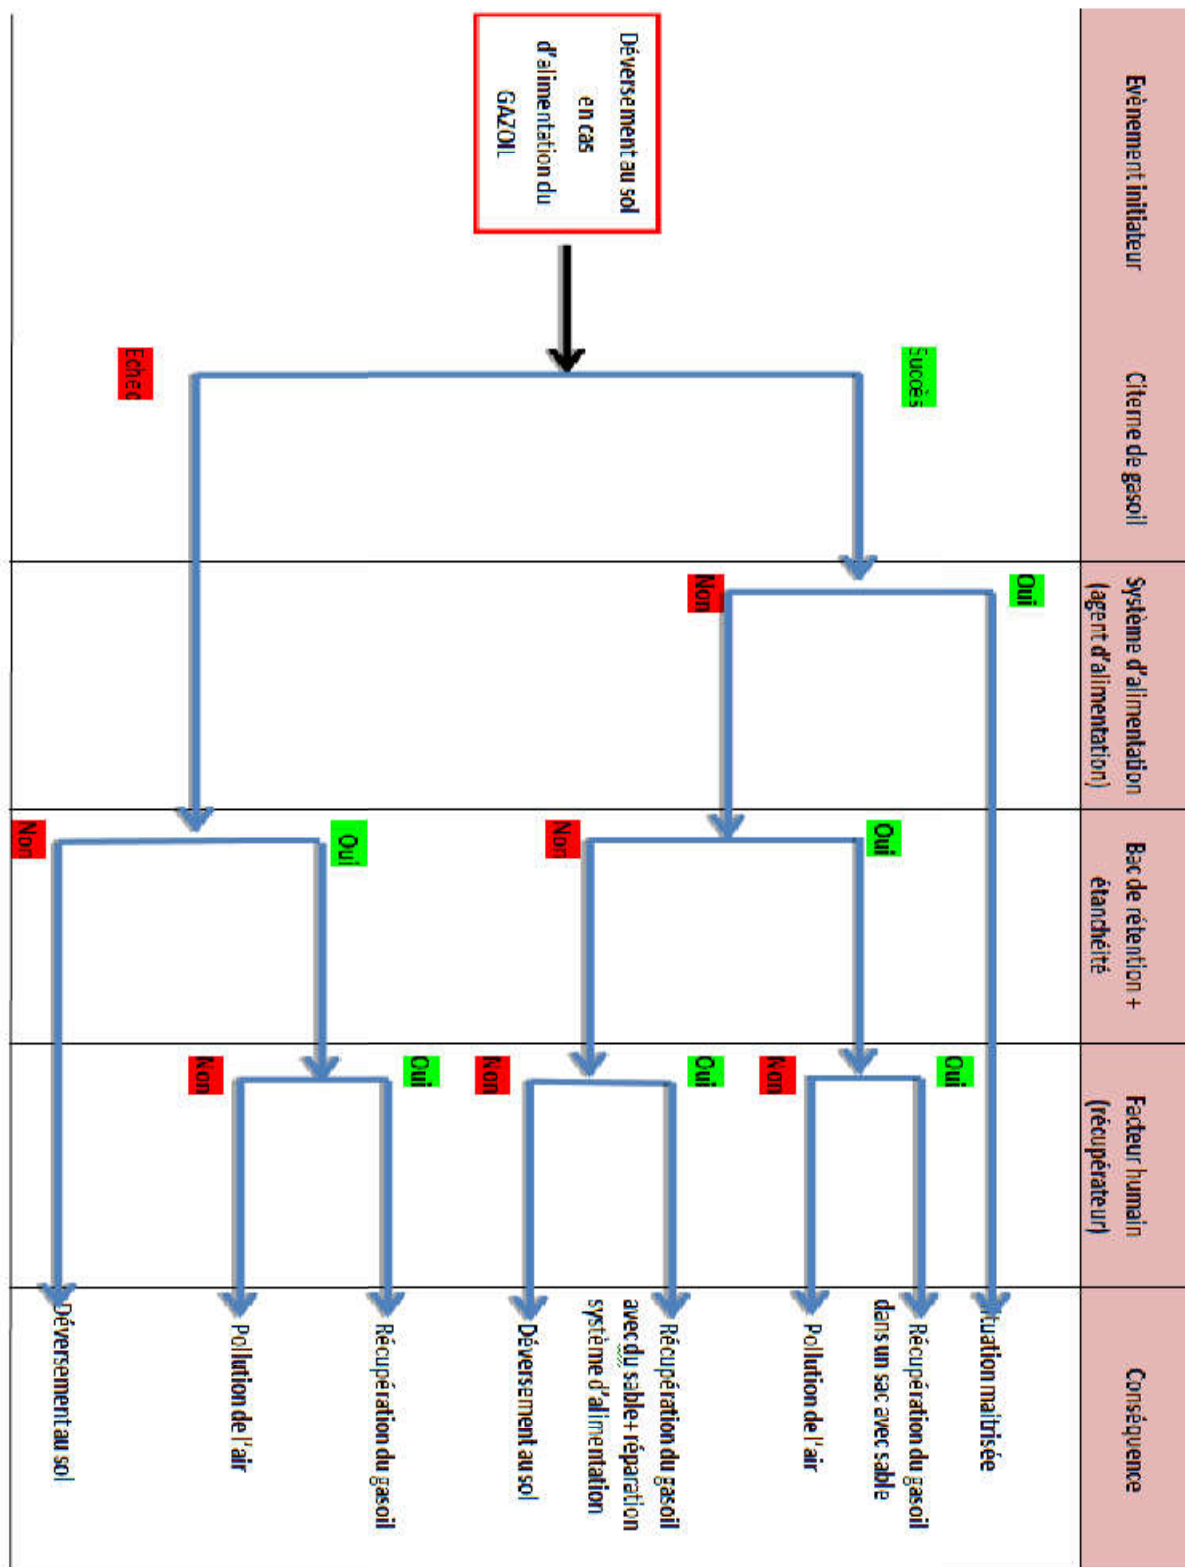 Evènement initiateur
Citerne de gasoil
Système d'alimentation
(agent d'alimentation)
Bac de rétention +
étanchéité
Facteur humain
(récupérateur)
Conséquence
Déversement au sol
en cas
d'alimentation du
GAZOIL
Succès
Echec
Oui
Non
Oui
Non
Oui
Non
Oui
Non
Oui
Non
Oui
Non
ituation maitrisée
Récupération du gasoil
dans un sac avec sable
Pollution de l'air
Récupération du gasoil
avec du sable+ réparation
système d'alimentation
Déversement au sol
Récupération du gasoil
Pollution de l'air
Déversement au sol